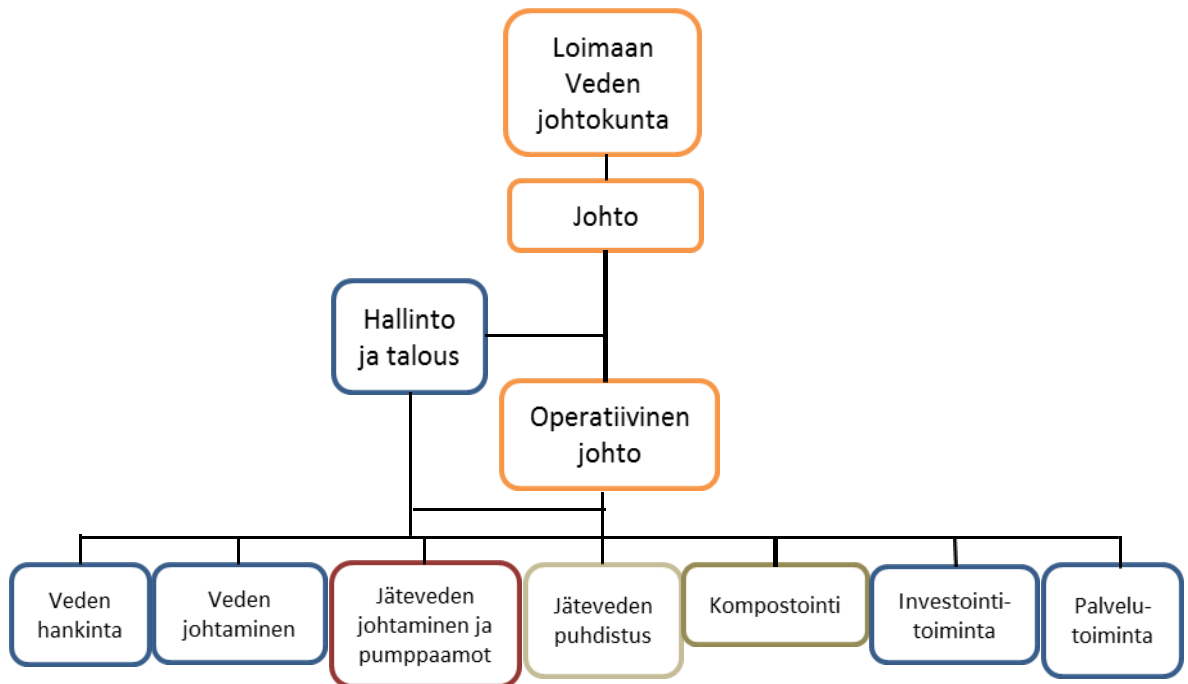 Loimaan
Veden
johtokunta
Johto
Hallinto
ja talous
Operatiivinen
johto
Veden
hankinta
Veden
johtaminen
Jäteveden
johtaminen ja
pumppaamot
Jäteveden
puhdistus
Kompostointi
Investointi-
toiminta
Palvelu-
toiminta